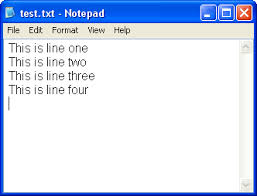 test.txt - Notepad
File Edit Format View Help
This is line one
This is line two
This is line three
This is line four